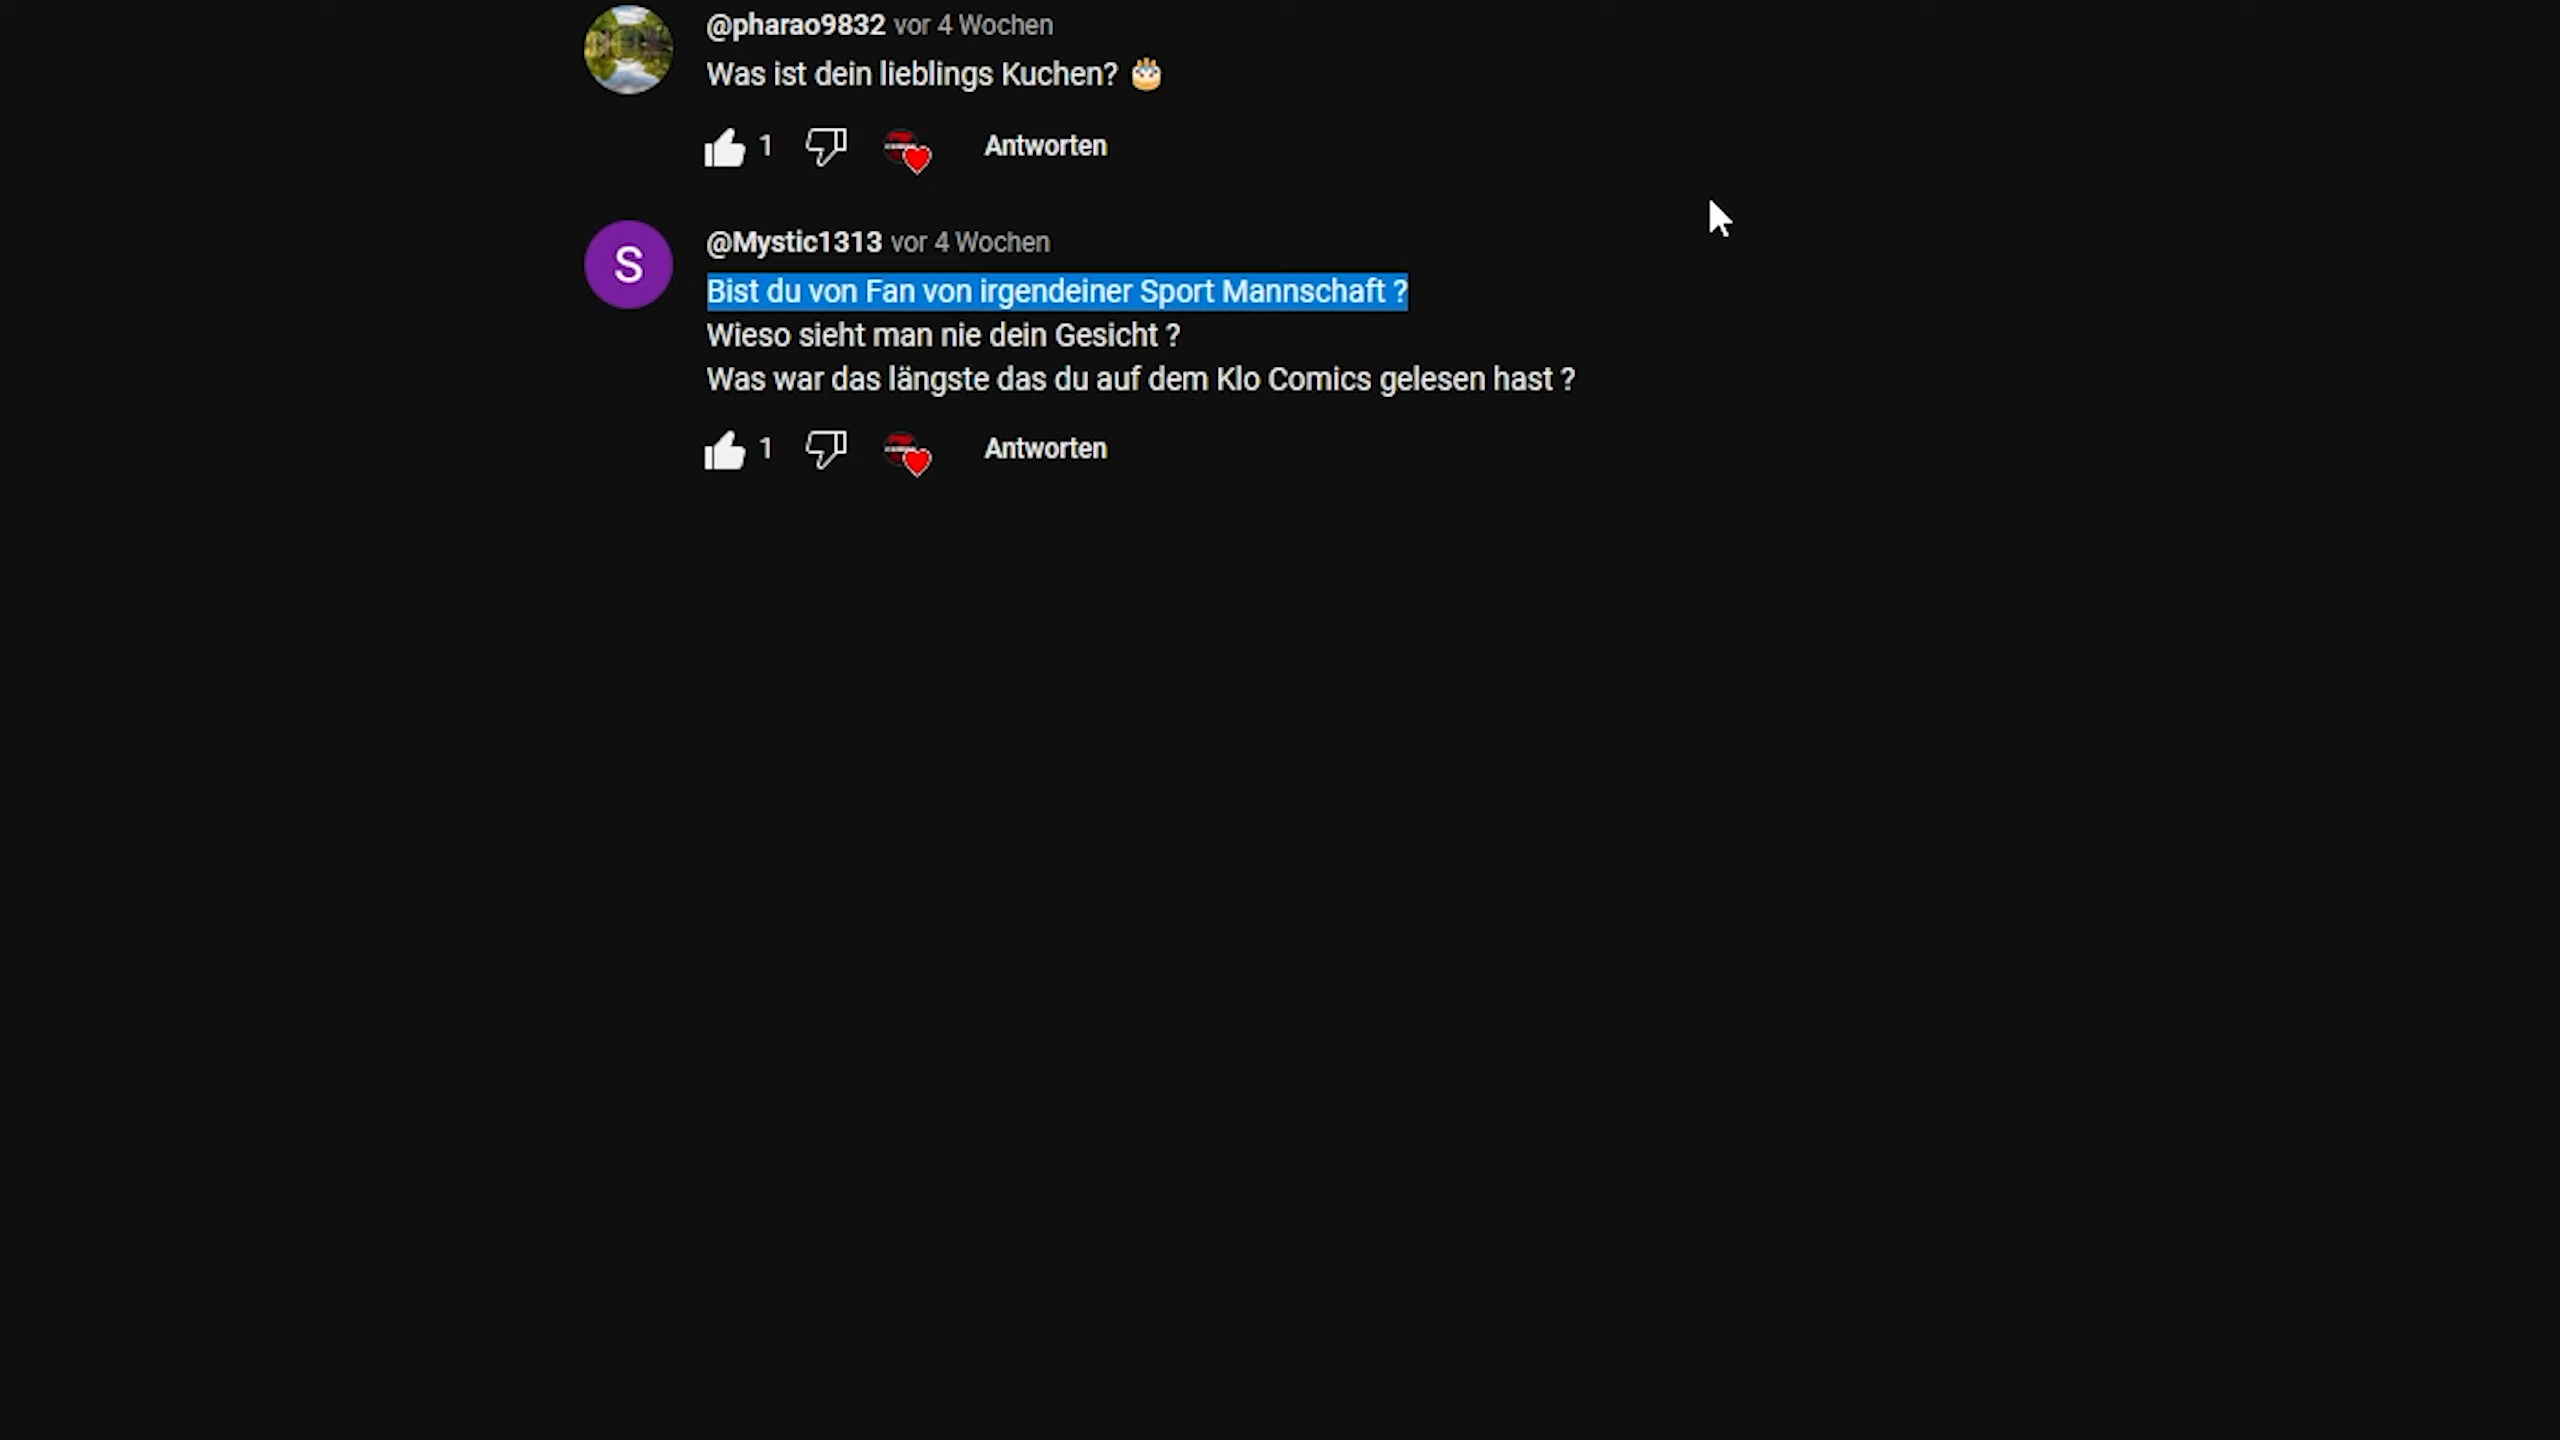 @pharao9832 vor 4 Wochen
Was ist dein lieblings Kuchen? 🎂
1 Antworten
S
@Mystic1313 vor 4 Wochen
Bist du von Fan von irgendeiner Sport Mannschaft ?
Wieso sieht man nie dein Gesicht ?
Was war das längste das du auf dem Klo Comics gelesen hast ?
1 Antworten